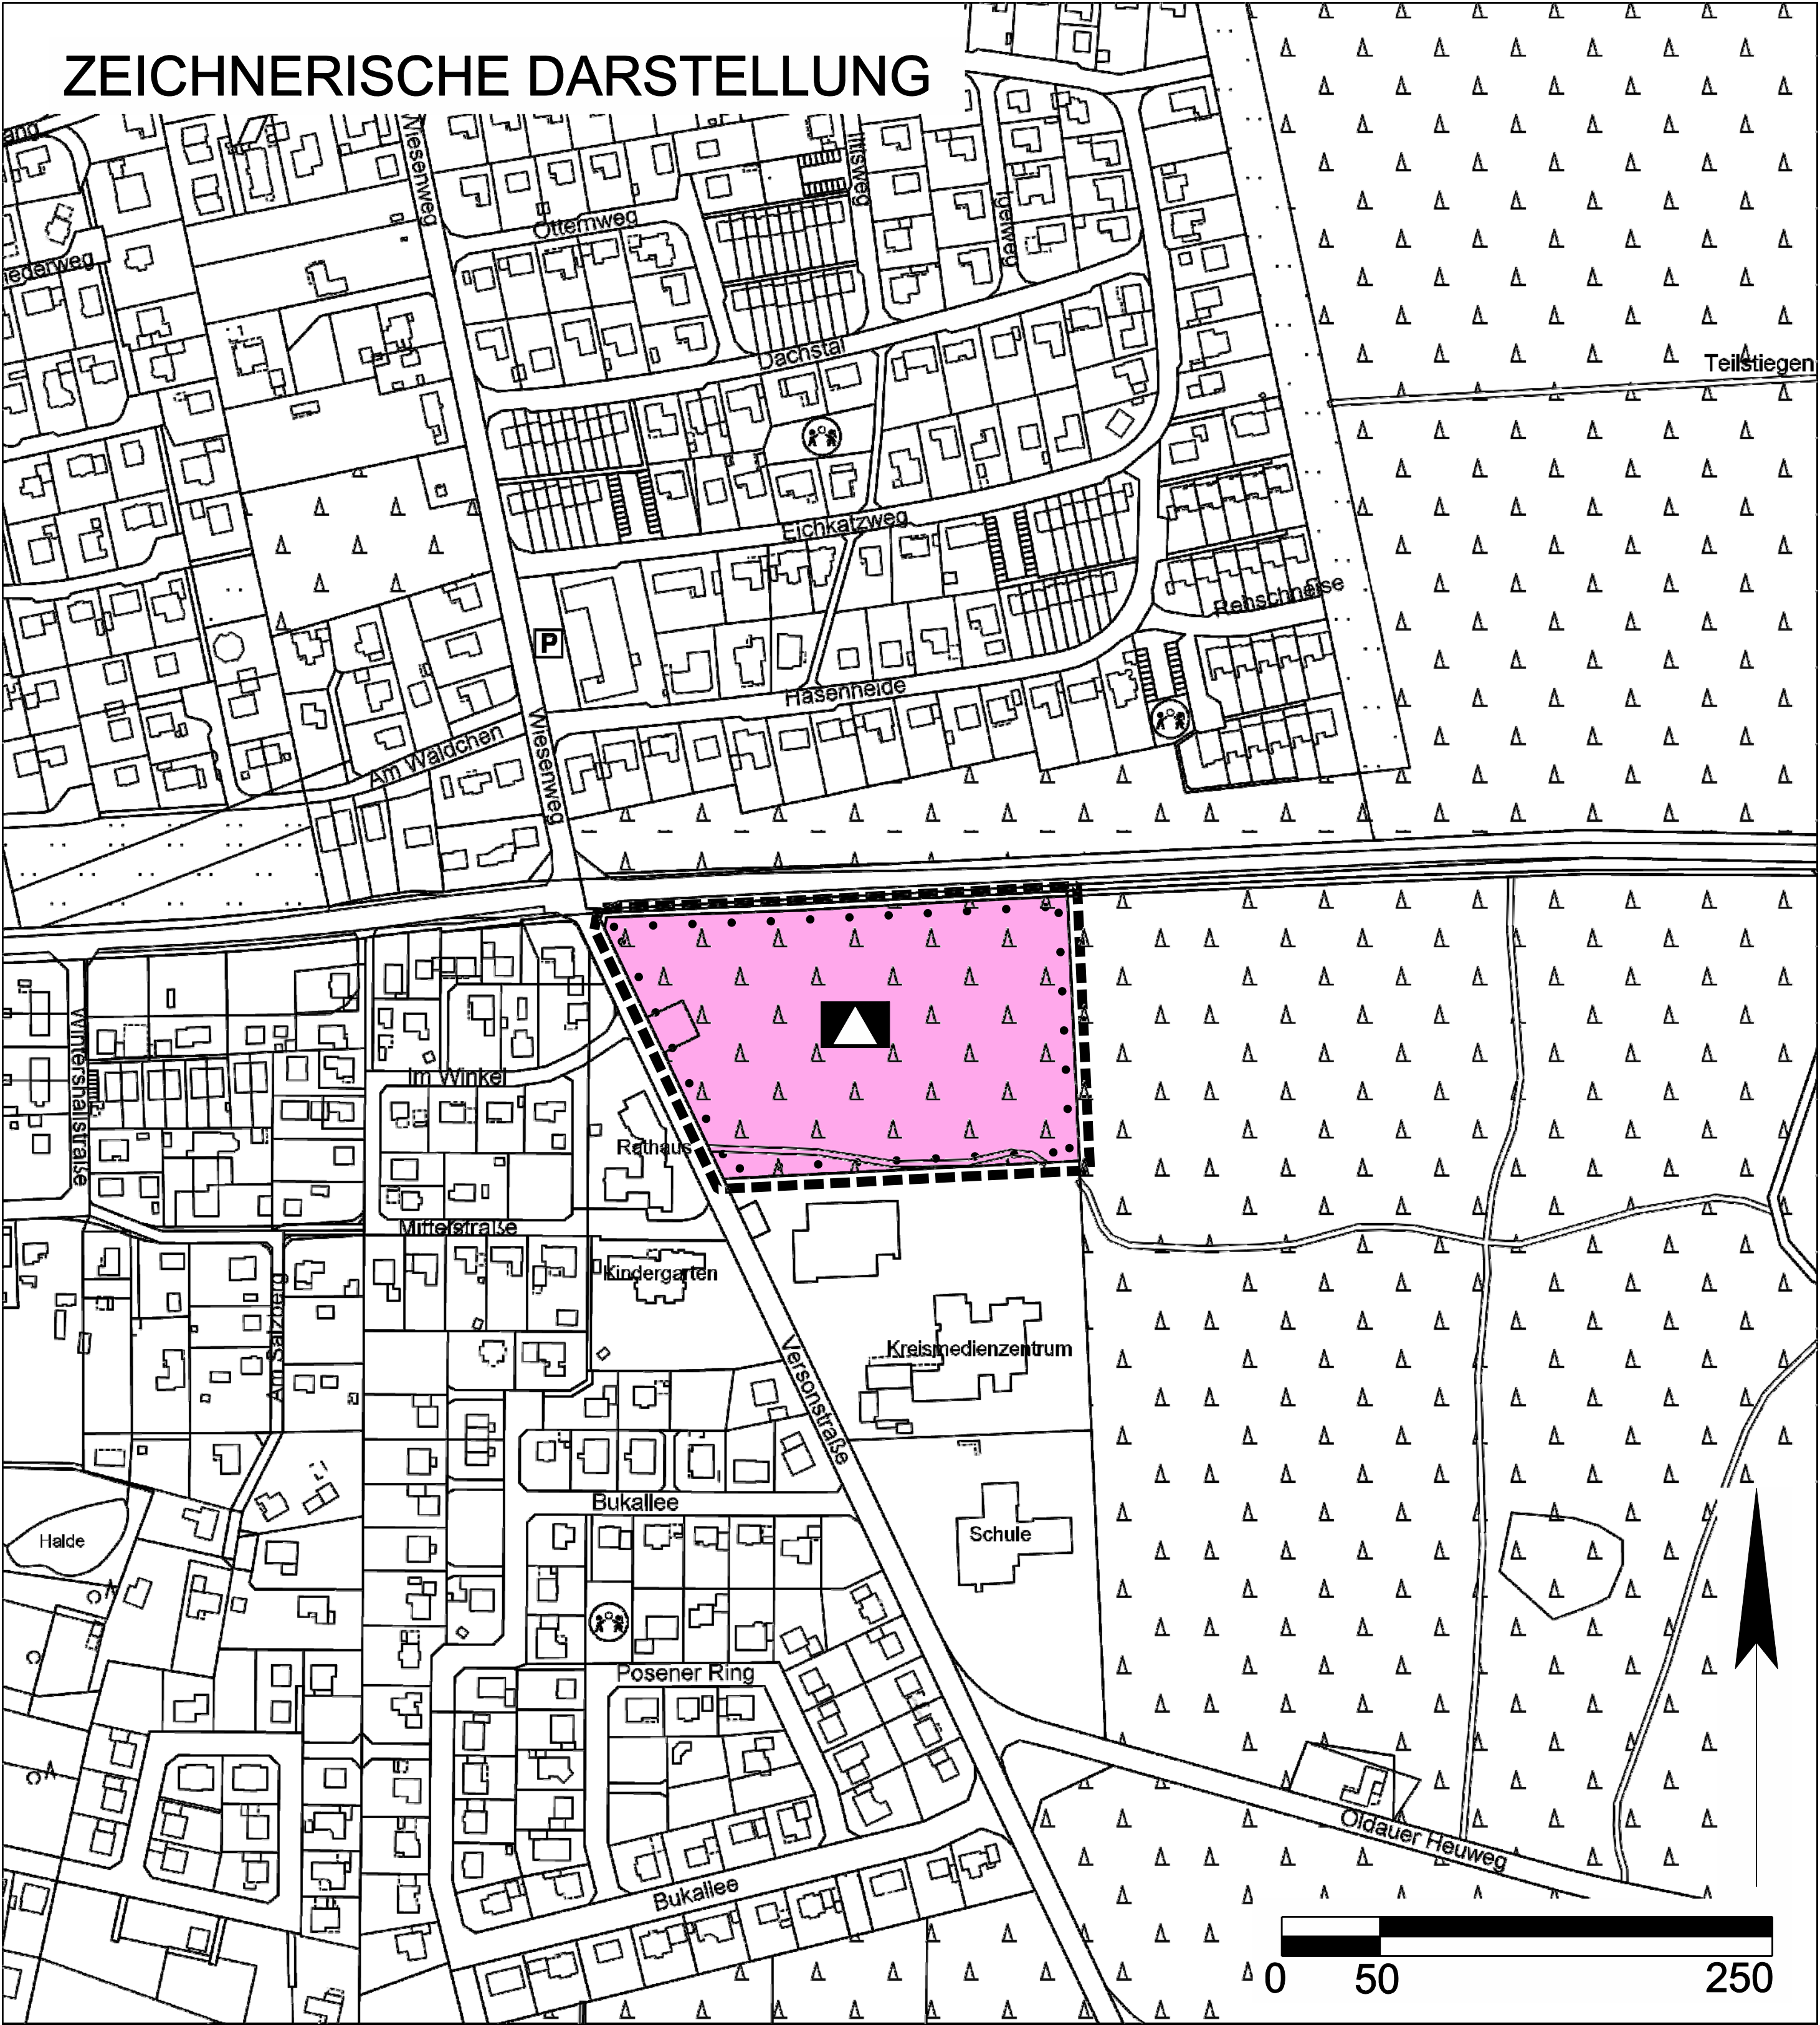 ZEICHNERISCHE DARSTELLUNG
Wiesenweg
Iltisweg
Igelweg
Otternweg
Dachstal
Teilstiegen
Eichkatzweg
Rehschneise
P
Hasenheide
Am Wäldchen
Wiesenweg
Wintershallstraße
Im Winkel
Rathaus
Mittelstraße
Kindergarten
Am Salzberg
Kreismedienzentrum
Versonstraße
Bukallee
Halde
Schule
Posener Ring
Oldauer Heuweg
Bukallee
0 50 250